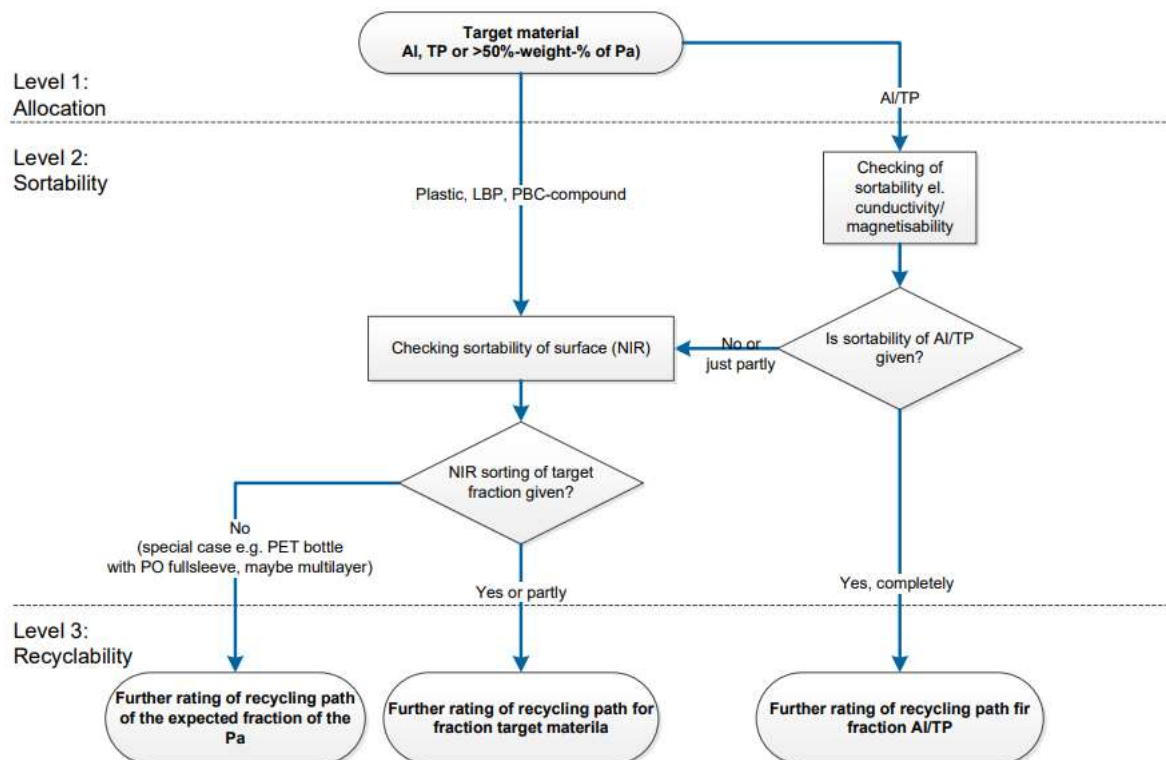 Target material
Al, TP or >50%-weight-% of Pa)
Level 1:
Allocation
Al/TP
Level 2:
Sortability
Checking of
sortability el.
cunductivity/
magnetisability
Plastic, LBP, PBC-compound
Checking sortability of surface (NIR)
No or
just partly
Is sortability of Al/TP
given?
NIR sorting of target
fraction given?
No
(special case e.g. PET bottle
with PO fullsleeve, maybe multilayer)
Yes or partly
Yes, completely
Level 3:
Recyclability
Further rating of recycling path
of the expected fraction of the
Pa
Further rating of recycling path for
fraction target materila
Further rating of recycling path fir
fraction Al/TP